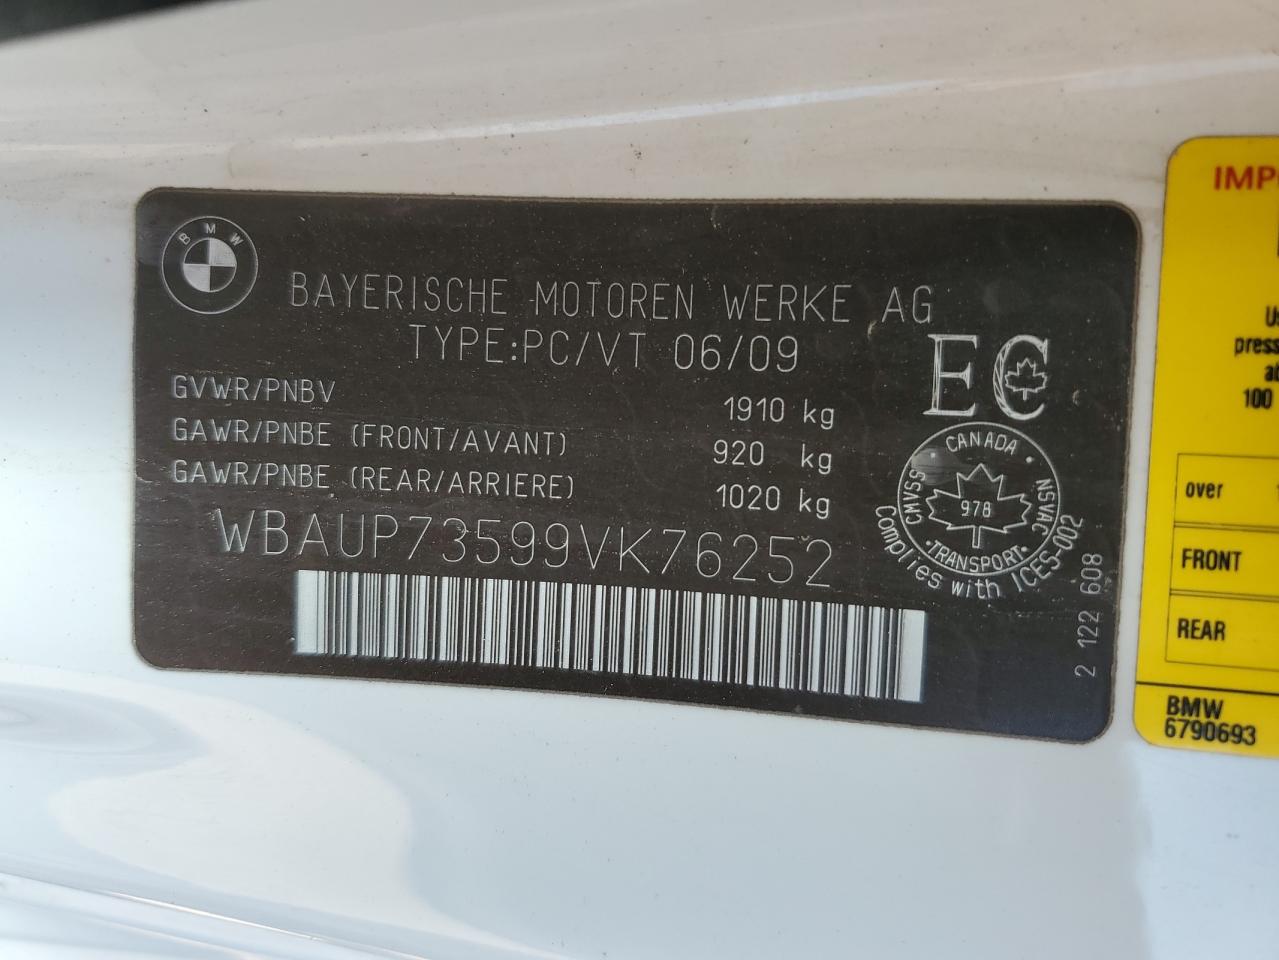 BMW
BAYERISCHE MOTOREN WERKE AG
TYPE:PC/VT 06/09
GVWR/PNBV 1910 kg
GAWR/PNBE (FRONT/AVANT) 920 kg
GAWR/PNBE (REAR/ARRIERE) 1020 kg
WBAUP73599VK76252
EC
CANADA
CMVSS
NSVAC
978
TRANSPORT
Complies with ICES-002
2 122 608
100
over
FRONT
REAR
BMW
6790693